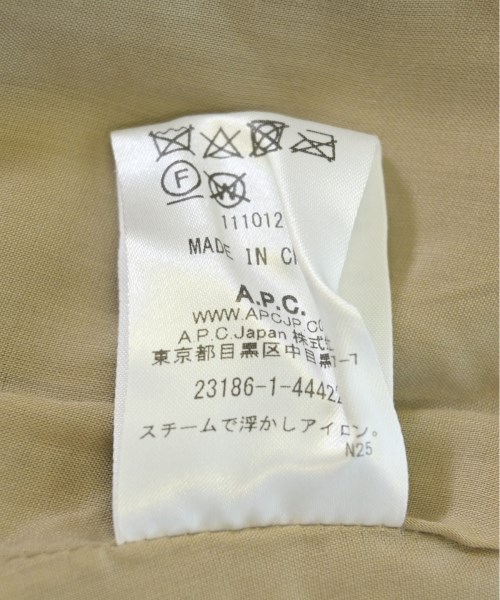 F
W
111012
MADE IN
A.P.C.
WWW.APCJP.CO
A.P.C.Japan 株式
東京都目黒区中目黒
23186-1-4442
スチームで浮かしアイロン。
N25